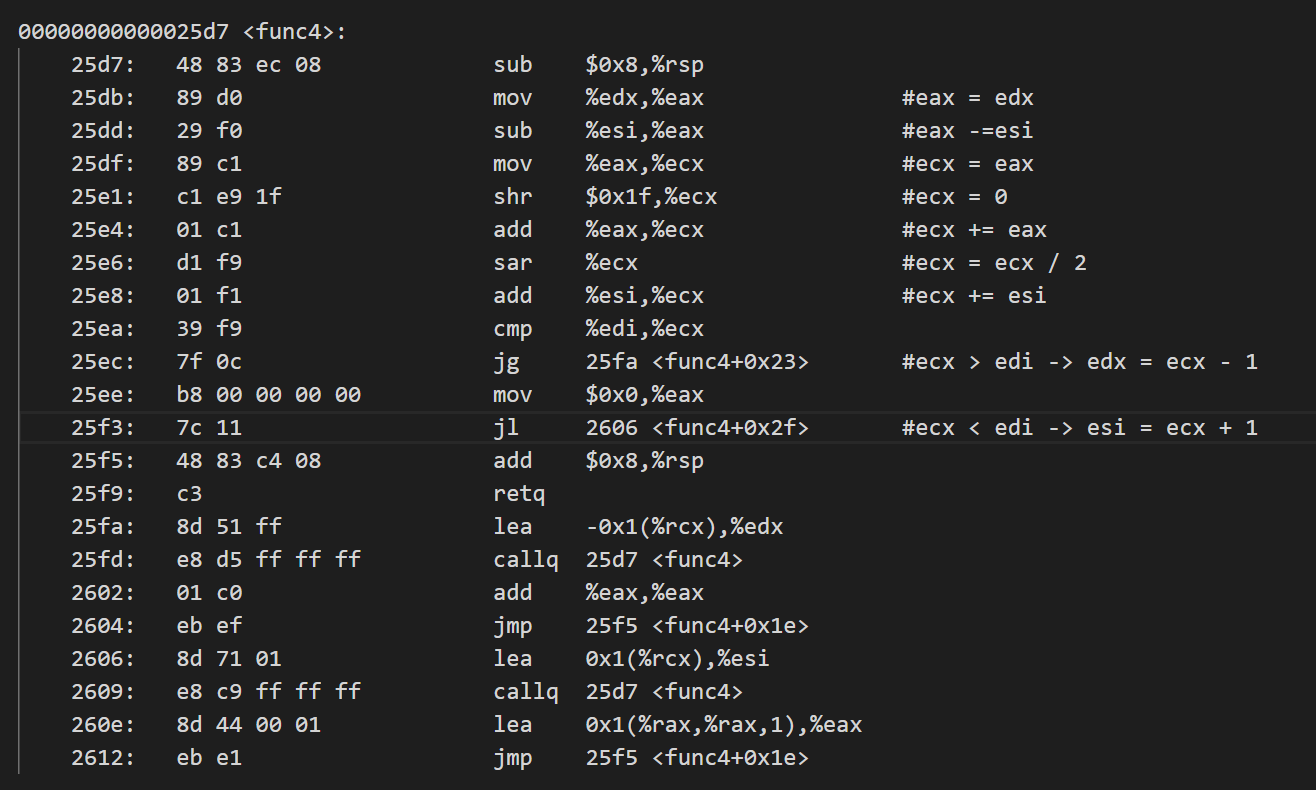 00000000000025d7 <func4>:
25d7: 48 83 ec 08 sub $0x8,%rsp
25db: 89 d0 mov %edx,%eax #eax = edx
25dd: 29 f0 sub %esi,%eax #eax -=esi
25df: 89 c1 mov %eax,%ecx #ecx = eax
25e1: c1 e9 1f shr $0x1f,%ecx #ecx = 0
25e4: 01 c1 add %eax,%ecx #ecx += eax
25e6: d1 f9 sar %ecx #ecx = ecx / 2
25e8: 01 f1 add %esi,%ecx #ecx += esi
25ea: 39 f9 cmp %edi,%ecx
25ec: 7f 0c jg 25fa <func4+0x23> #ecx > edi -> edx = ecx - 1
25ee: b8 00 00 00 00 mov $0x0,%eax
25f3: 7c 11 jl 2606 <func4+0x2f> #ecx < edi -> esi = ecx + 1
25f5: 48 83 c4 08 add $0x8,%rsp
25f9: c3 retq
25fa: 8d 51 ff lea -0x1(%rcx),%edx
25fd: e8 d5 ff ff ff callq 25d7 <func4>
2602: 01 c0 add %eax,%eax
2604: eb ef jmp 25f5 <func4+0x1e>
2606: 8d 71 01 lea 0x1(%rcx),%esi
2609: e8 c9 ff ff ff callq 25d7 <func4>
260e: 8d 44 00 01 lea 0x1(%rax,%rax,1),%eax
2612: eb e1 jmp 25f5 <func4+0x1e>